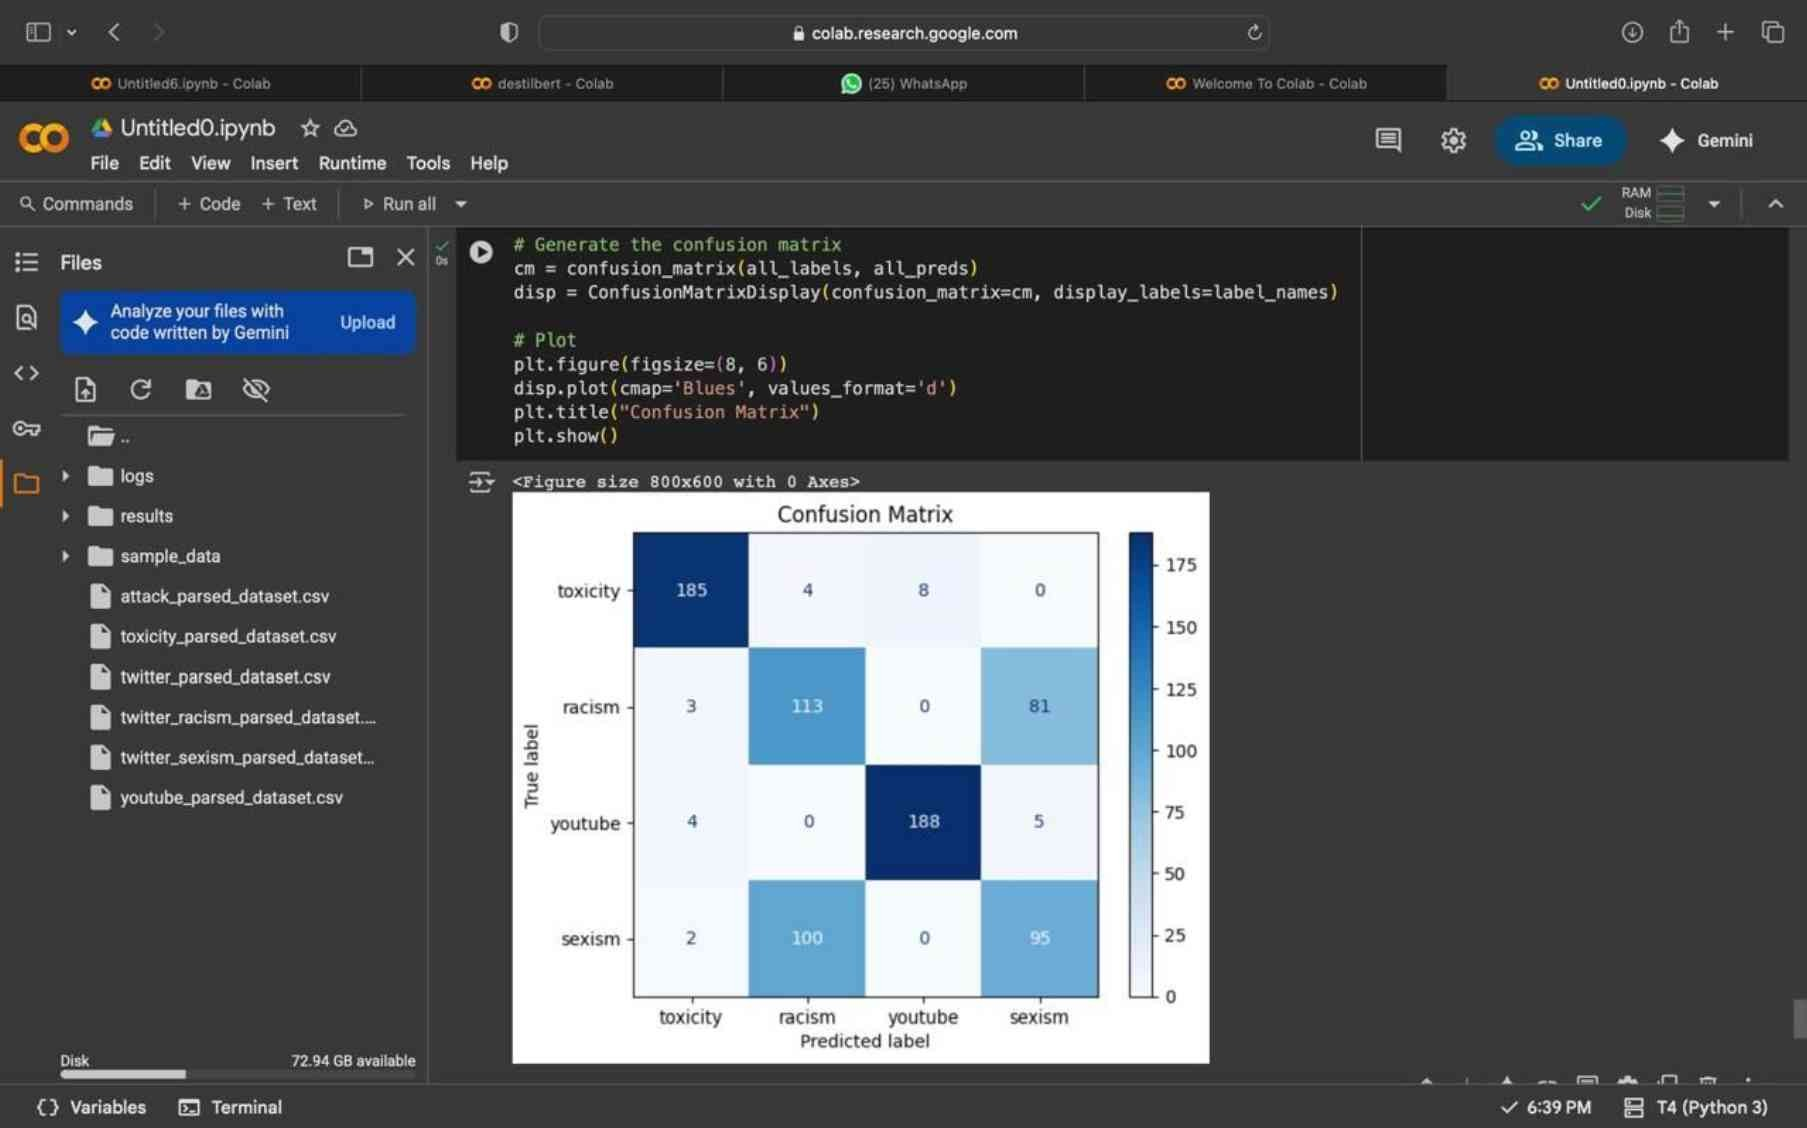 colab.research.google.com
Untitled6.ipynb - Colab
destilbert - Colab
(25) WhatsApp
Welcome To Colab - Colab
Untitled0.ipynb - Colab
Untitled0.ipynb
File Edit View Insert Runtime Tools Help
Share
Gemini
Commands
+ Code + Text
Run all
RAM
Disk
Files
Analyze your files with
code written by Gemini
Upload
..
logs
results
sample_data
attack_parsed_dataset.csv
toxicity_parsed_dataset.csv
twitter_parsed_dataset.csv
twitter_racism_parsed_dataset....
twitter_sexism_parsed_dataset...
youtube_parsed_dataset.csv
Disk
72.94 GB available
0s
# Generate the confusion matrix
cm = confusion_matrix(all_labels, all_preds)
disp = ConfusionMatrixDisplay(confusion_matrix=cm, display_labels=label_names)
# Plot
plt.figure(figsize=(8, 6))
disp.plot(cmap='Blues', values_format='d')
plt.title("Confusion Matrix")
plt.show()
<Figure size 800x600 with 0 Axes>
Confusion Matrix
True label
toxicity 185 4 8 0
racism 3 113 0 81
youtube 4 0 188 5
sexism 2 100 0 95
toxicity racism youtube sexism
Predicted label
175
150
125
100
75
50
25
0
Variables
Terminal
6:39 PM
T4 (Python 3)